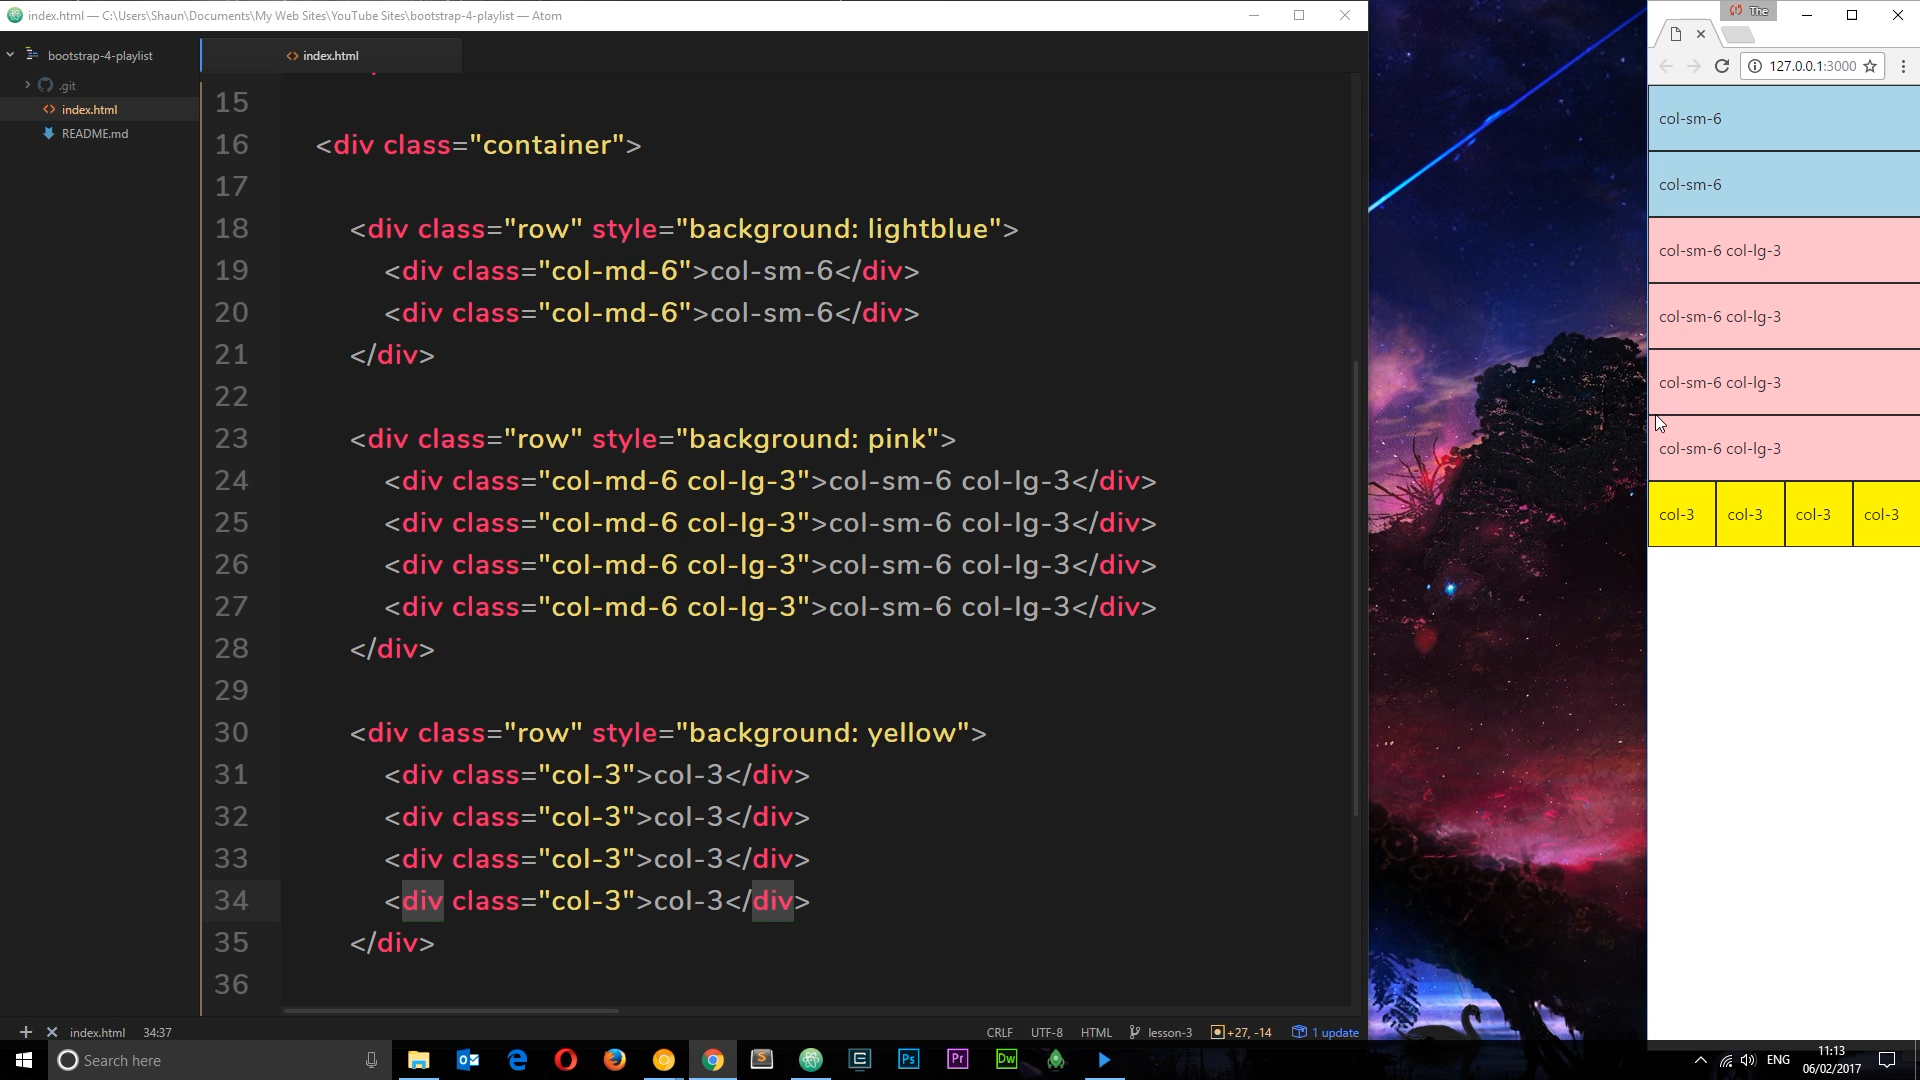 index.html — C:\Users\Shaun\Documents\My Web Sites\YouTube Sites\bootstrap-4-playlist — Atom
The
bootstrap-4-playlist
index.html
127.0.0.1:3000
.git
index.html
README.md
15
16 <div class="container">
17
18 <div class="row" style="background: lightblue">
19 <div class="col-md-6">col-sm-6</div>
20 <div class="col-md-6">col-sm-6</div>
21 </div>
22
23 <div class="row" style="background: pink">
24 <div class="col-md-6 col-lg-3">col-sm-6 col-lg-3</div>
25 <div class="col-md-6 col-lg-3">col-sm-6 col-lg-3</div>
26 <div class="col-md-6 col-lg-3">col-sm-6 col-lg-3</div>
27 <div class="col-md-6 col-lg-3">col-sm-6 col-lg-3</div>
28 </div>
29
30 <div class="row" style="background: yellow">
31 <div class="col-3">col-3</div>
32 <div class="col-3">col-3</div>
33 <div class="col-3">col-3</div>
34 <div class="col-3">col-3</div>
35 </div>
36
col-sm-6
col-sm-6
col-sm-6 col-lg-3
col-sm-6 col-lg-3
col-sm-6 col-lg-3
col-sm-6 col-lg-3
col-3 col-3 col-3 col-3
index.html 34:37
CRLF UTF-8 HTML lesson-3 +27, -14 1 update
Search here
Ps Pr Dw
ENG
11:13
06/02/2017